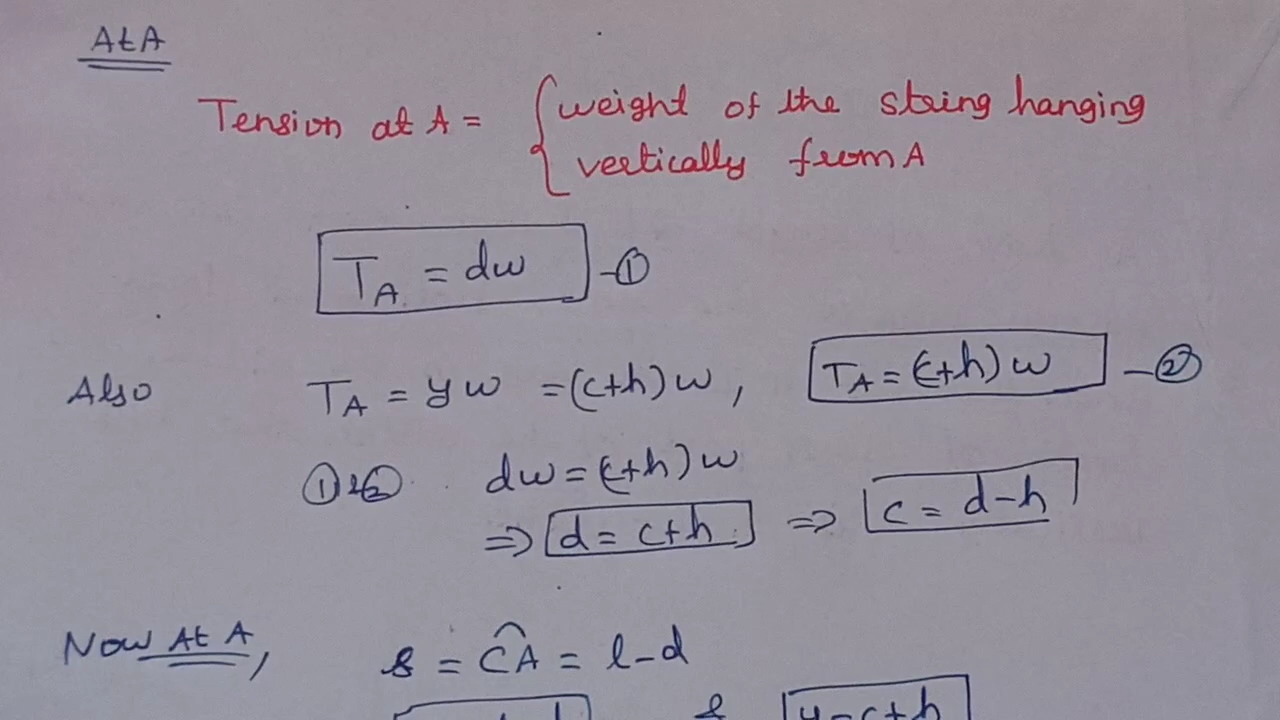 At A
Tension at A = { weight of the string hanging
vertically from A
T_A = dw -①
Also T_A = yw = (c+h)w, T_A = (c+h)w -②
① & ② dw = (c+h)w
⇒ d = c+h ⇒ c = d-h
Now At A, s = C͡A = l-d
& y = c+h